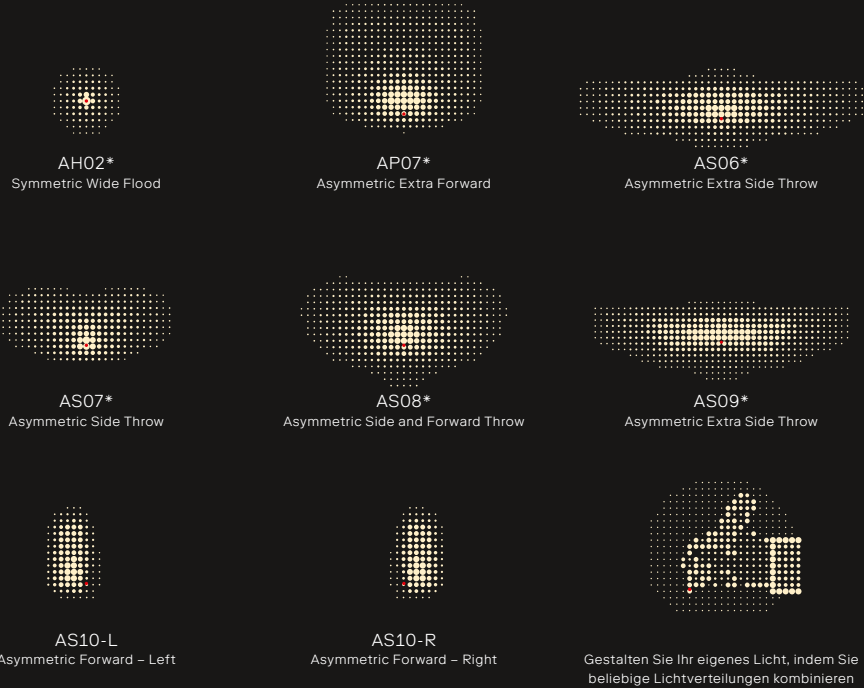 AH02*
Symmetric Wide Flood
AP07*
Asymmetric Extra Forward
AS06*
Asymmetric Extra Side Throw
AS07*
Asymmetric Side Throw
AS08*
Asymmetric Side and Forward Throw
AS09*
Asymmetric Extra Side Throw
AS10-L
Asymmetric Forward – Left
AS10-R
Asymmetric Forward – Right
Gestalten Sie Ihr eigenes Licht, indem Sie
beliebige Lichtverteilungen kombinieren